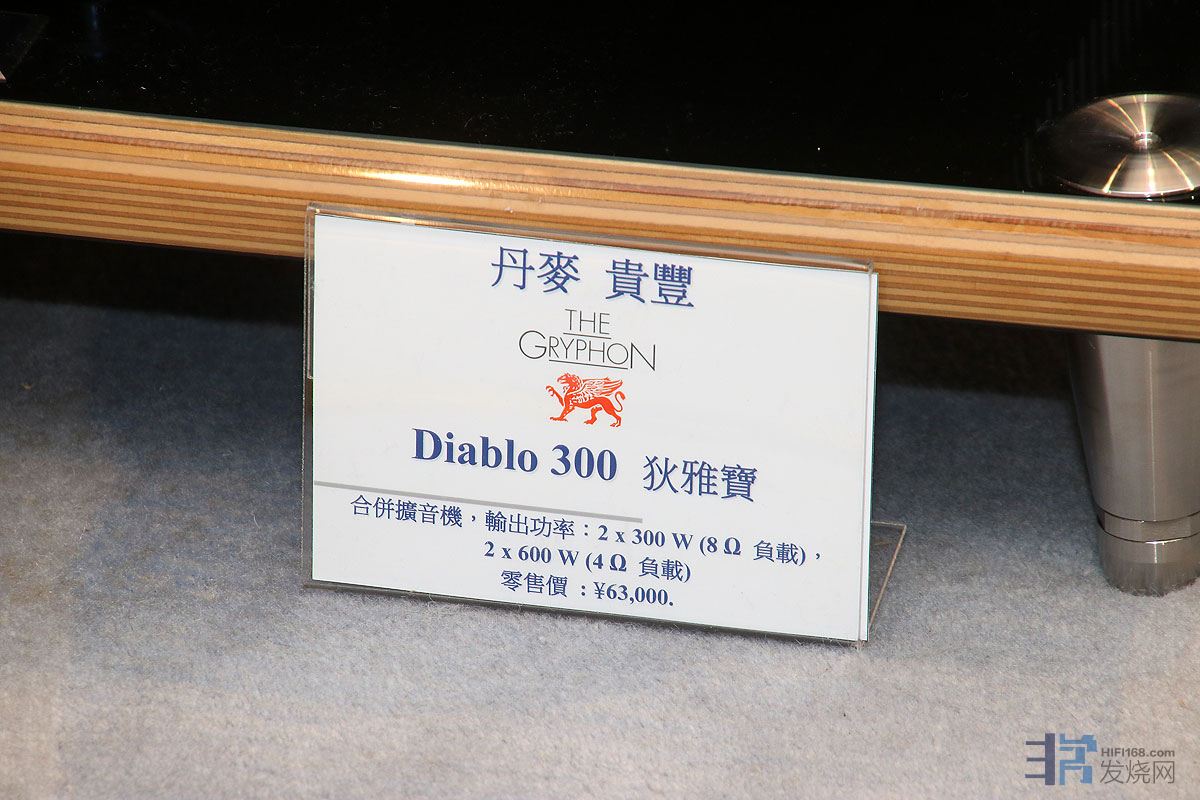 丹麥 貴豐
THE
GRYPHON
Diablo 300 狄雅寶
合併擴音機，輸出功率：2 x 300 W (8 Ω 負載)，
2 x 600 W (4 Ω 負載)
零售價 : ¥63,000.
HIFI168.com
发烧网